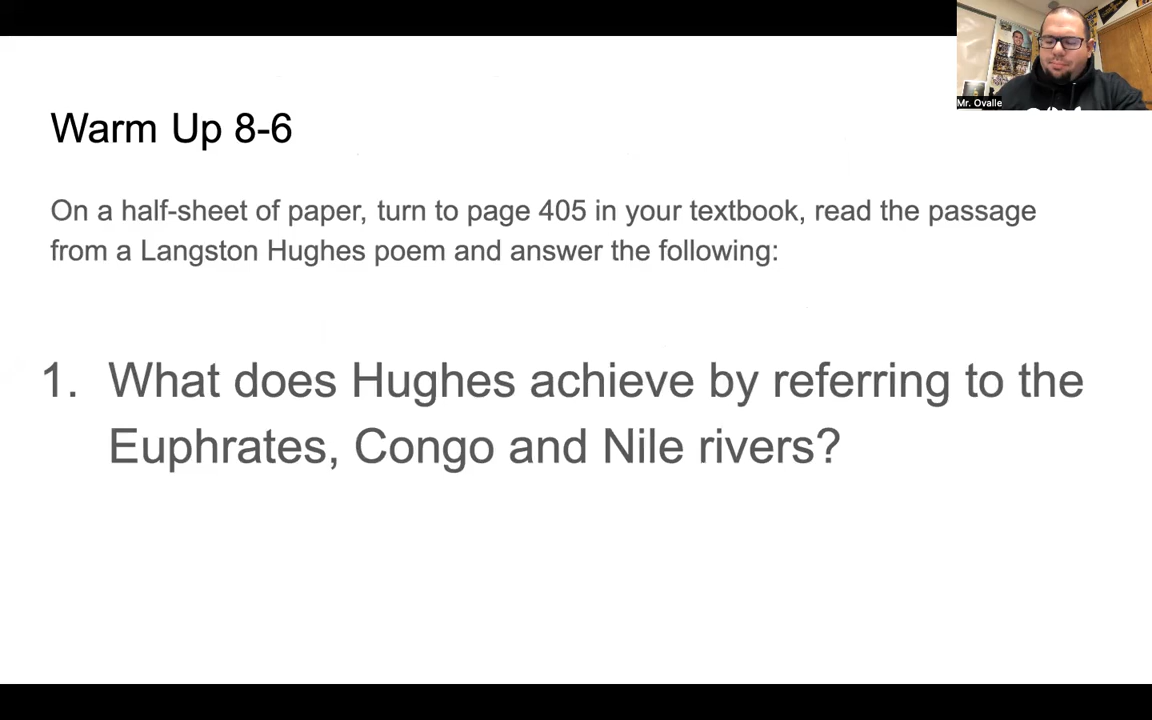 Mr. Ovalle
Warm Up 8-6
On a half-sheet of paper, turn to page 405 in your textbook, read the passage
from a Langston Hughes poem and answer the following:
1. What does Hughes achieve by referring to the
Euphrates, Congo and Nile rivers?